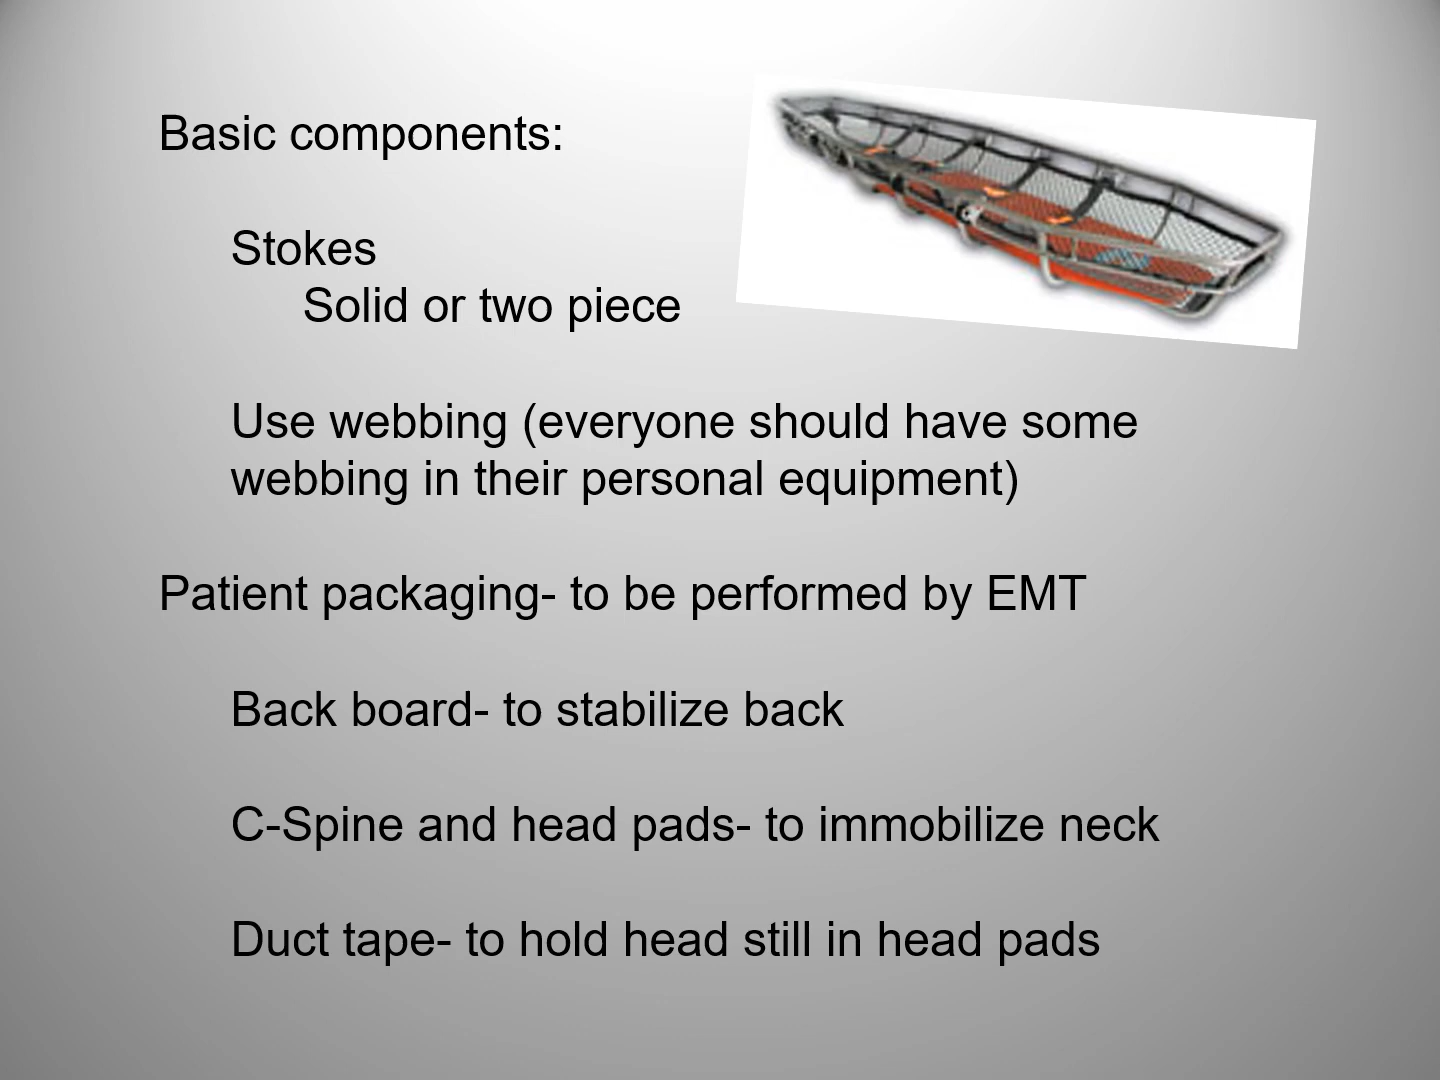 Basic components:
Stokes
Solid or two piece
Use webbing (everyone should have some
webbing in their personal equipment)
Patient packaging- to be performed by EMT
Back board- to stabilize back
C-Spine and head pads- to immobilize neck
Duct tape- to hold head still in head pads